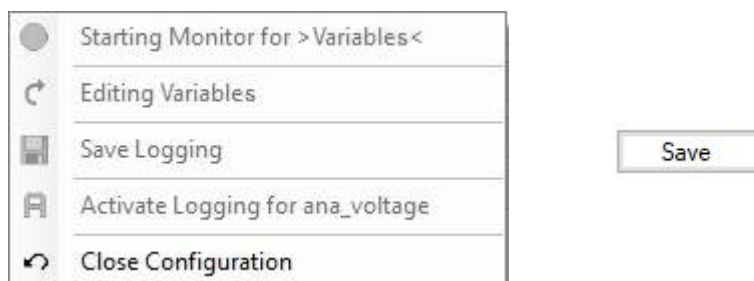 Starting Monitor for >Variables<
Editing Variables
Save Logging
Save
Activate Logging for ana_voltage
Close Configuration